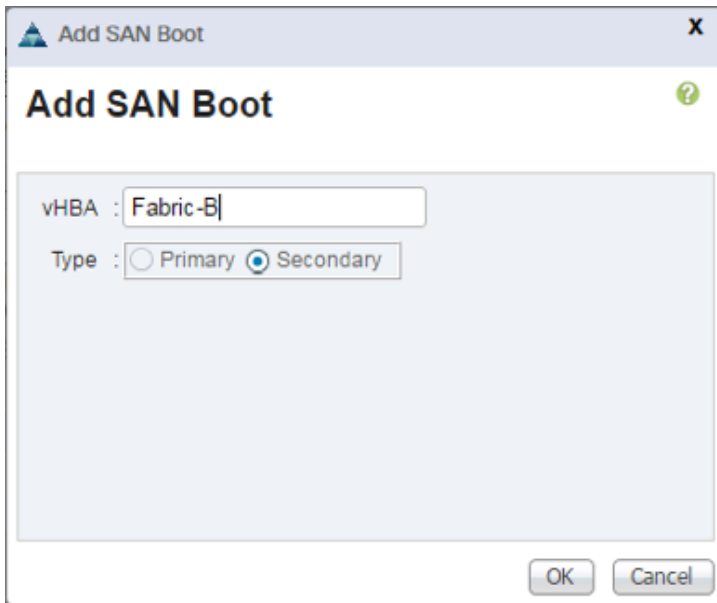 Add SAN Boot
X
Add SAN Boot
?
vHBA : Fabric-B
Type : Primary Secondary
OK Cancel